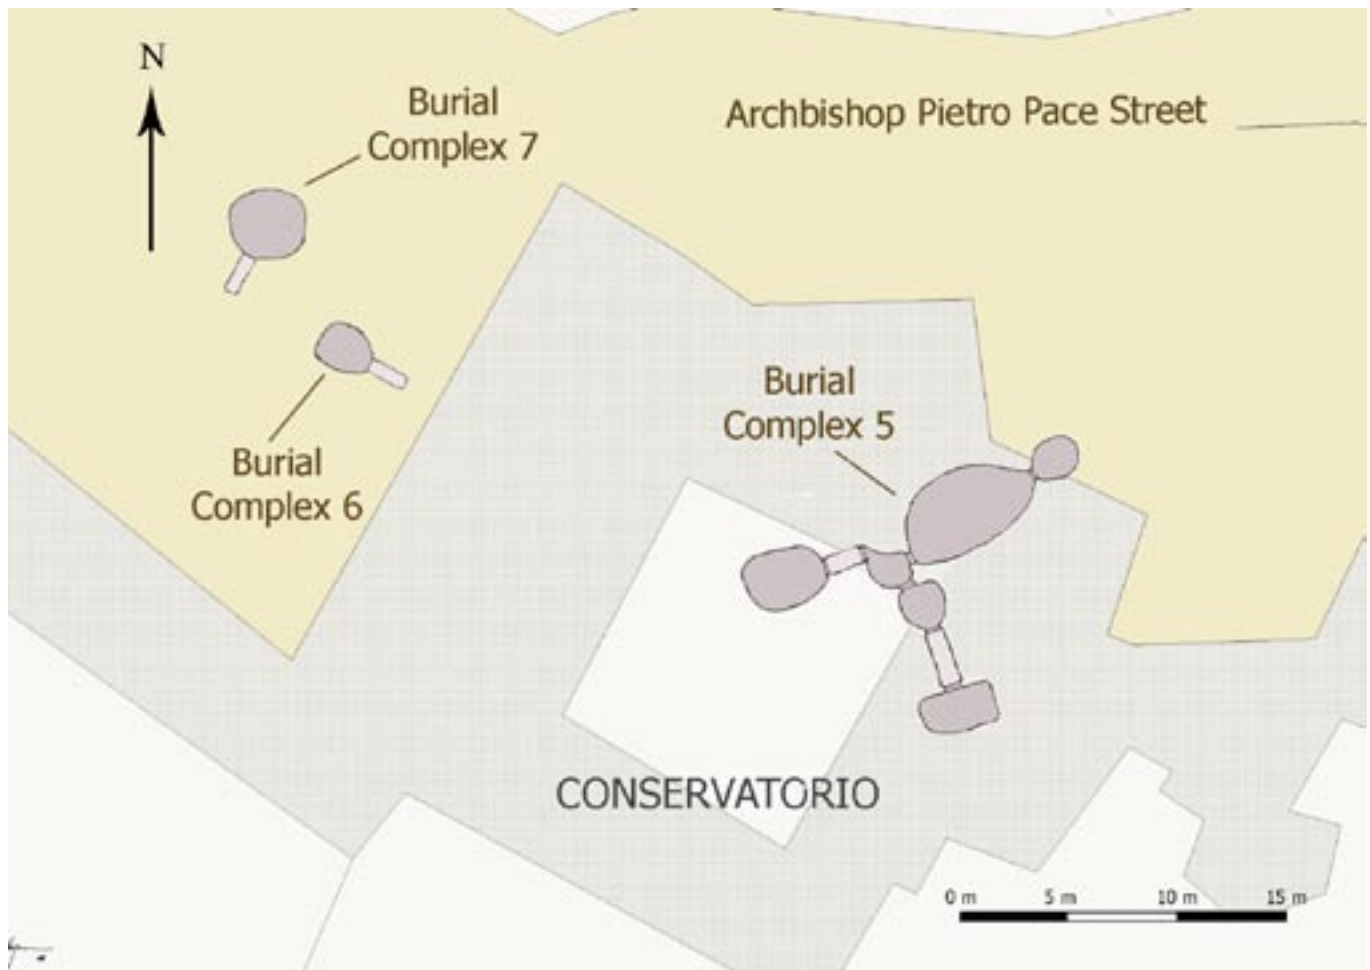 N
Burial
Complex 7
Archbishop Pietro Pace Street
Burial
Complex 5
Burial
Complex 6
CONSERVATORIO
0 m 5 m 10 m 15 m